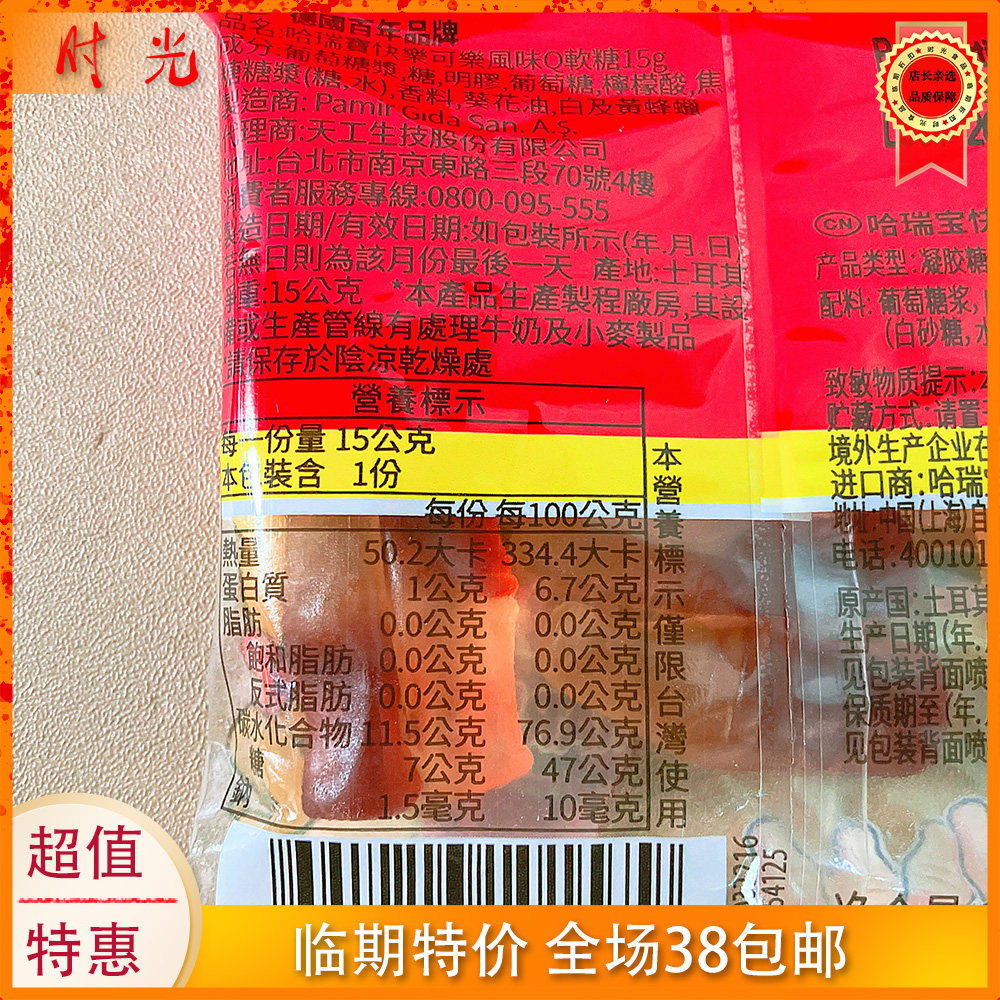 时光
德國百年品牌
品名:哈瑞寶快樂可樂風味Q軟糖15g
成分:葡萄糖漿,糖,明膠,葡萄糖,檸檬酸,焦
糖糖漿(糖,水),香料,葵花油,白及黃蜂蠟
製造商:Pamir Gida San. A.S.
代理商:天工生技股份有限公司
地址:台北市南京東路三段70號4樓
消費者服務專線:0800-095-555
製造日期/有效日期:如包裝所示(年.月.日)
若無日則為該月份最後一天 產地:土耳其
淨重:15公克 *本產品生產製程廠房,其設
備或生產管線有處理牛奶及小麥製品
請保存於陰涼乾燥處
營養標示
每一份量 15公克
本包裝含 1份
每份 每100公克
熱量 50.2大卡 334.4大卡
蛋白質 1公克 6.7公克
脂肪 0.0公克 0.0公克
飽和脂肪 0.0公克 0.0公克
反式脂肪 0.0公克 0.0公克
碳水化合物 11.5公克 76.9公克
糖 7公克 47公克
鈉 1.5毫克 10毫克
本營養標示僅限台灣使用
店长亲选
品质保障
CN 哈瑞宝快
产品类型:凝胶糖
配料:葡萄糖浆,
(白砂糖,水
致敏物质提示:
贮藏方式:请置
境外生产企业在
进口商:哈瑞宝
地址:中国(上海)自
电话:400101
原产国:土耳其
生产日期(年.
见包装背面喷
保质期至(年.
见包装背面喷
64125
超值
特惠
临期特价 全场38包邮